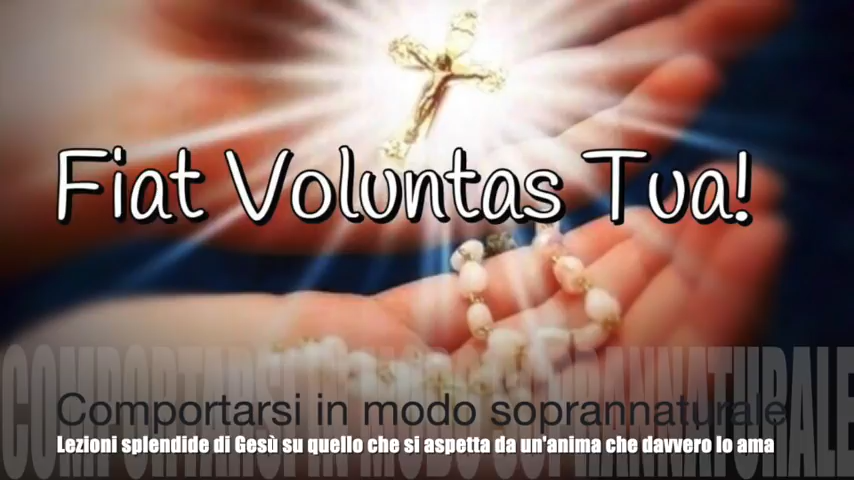 Fiat Voluntas Tua!
COMPORTARSI IN MODO SOPRANNATURALE
Comportarsi in modo soprannaturale
Lezioni splendide di Gesù su quello che si aspetta da un'anima che davvero lo ama